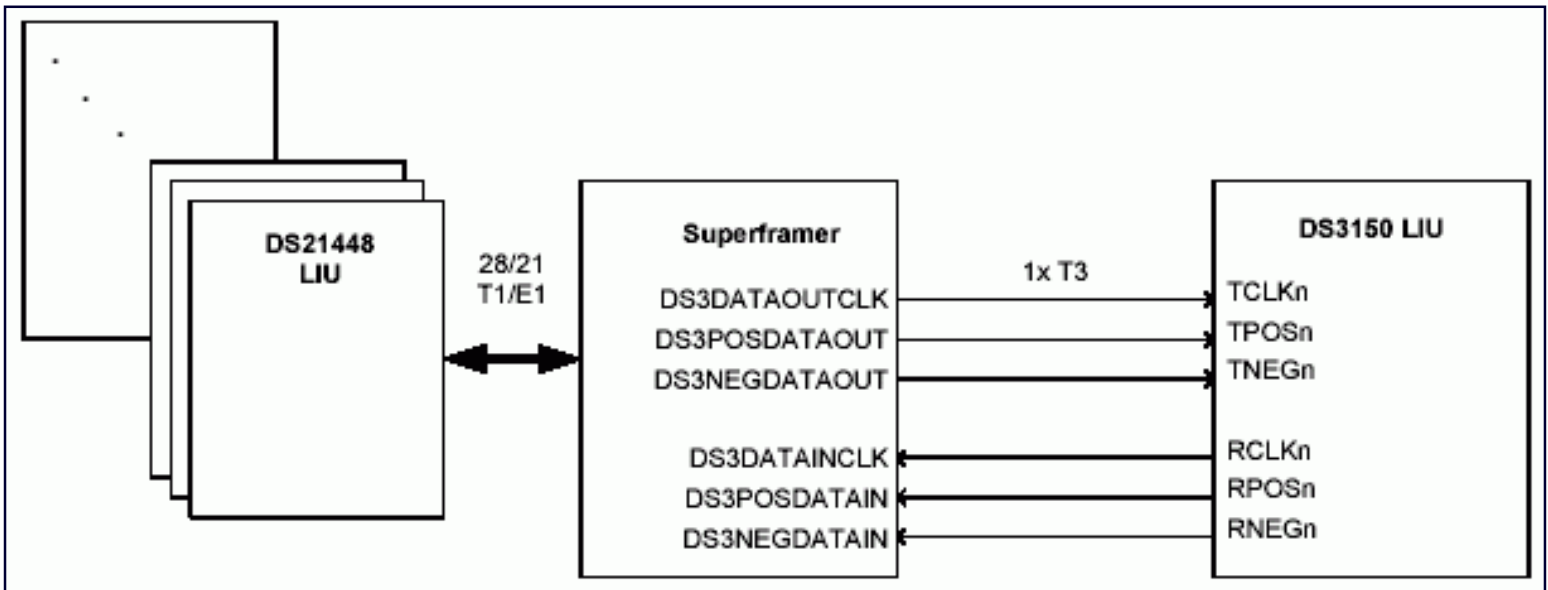 DS21448
LIU
28/21
T1/E1
Superframer
DS3DATAOUTCLK
DS3POSDATAOUT
DS3NEGDATAOUT
DS3DATAINCLK
DS3POSDATAIN
DS3NEGDATAIN
1x T3
DS3150 LIU
TCLKn
TPOSn
TNEGn
RCLKn
RPOSn
RNEGn